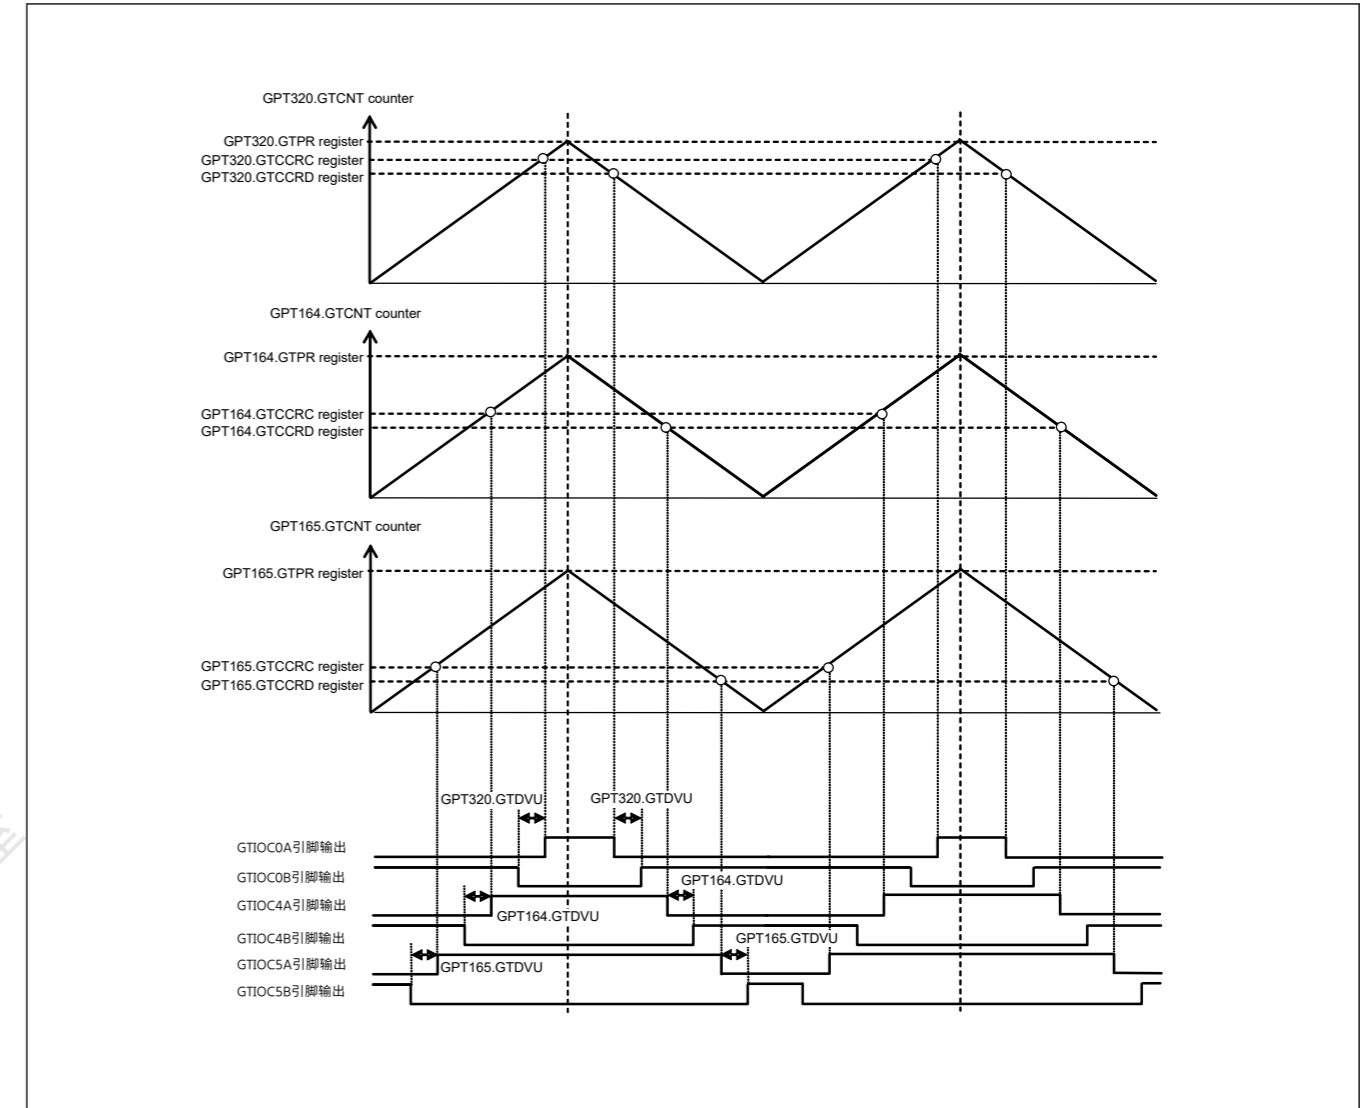 GPT320.GTCNT counter
GPT320.GTPR register
GPT320.GTCCRC register
GPT320.GTCCRD register
GPT164.GTCNT counter
GPT164.GTPR register
GPT164.GTCCRC register
GPT164.GTCCRD register
GPT165.GTCNT counter
GPT165.GTPR register
GPT165.GTCCRC register
GPT165.GTCCRD register
GPT320.GTDVU GPT320.GTDVU
GTIOC0A引脚输出
GTIOC0B引脚输出
GPT164.GTDVU
GTIOC4A引脚输出
GPT164.GTDVU
GTIOC4B引脚输出
GPT165.GTDVU
GTIOC5A引脚输出
GPT165.GTDVU
GTIOC5B引脚输出